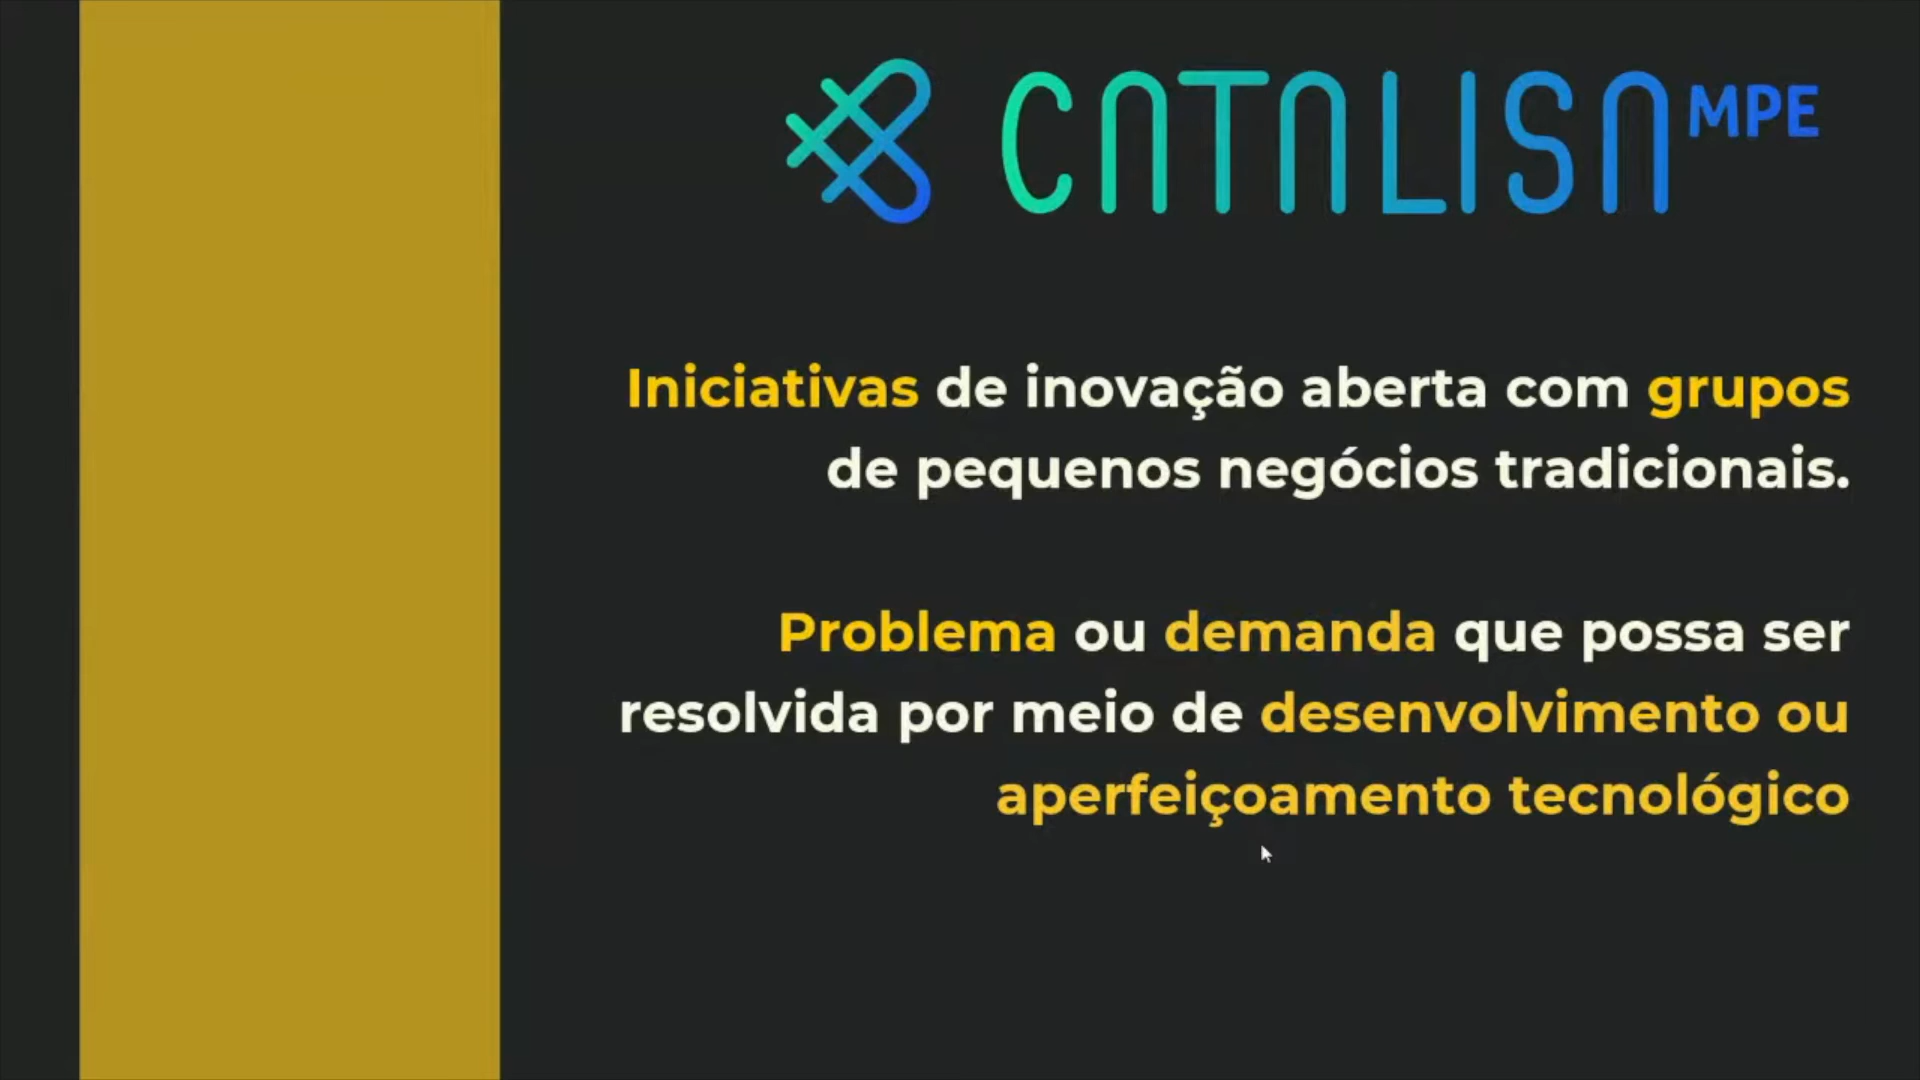 CATALISA MPE
Iniciativas de inovação aberta com grupos
de pequenos negócios tradicionais.
Problema ou demanda que possa ser
resolvida por meio de desenvolvimento ou
aperfeiçoamento tecnológico